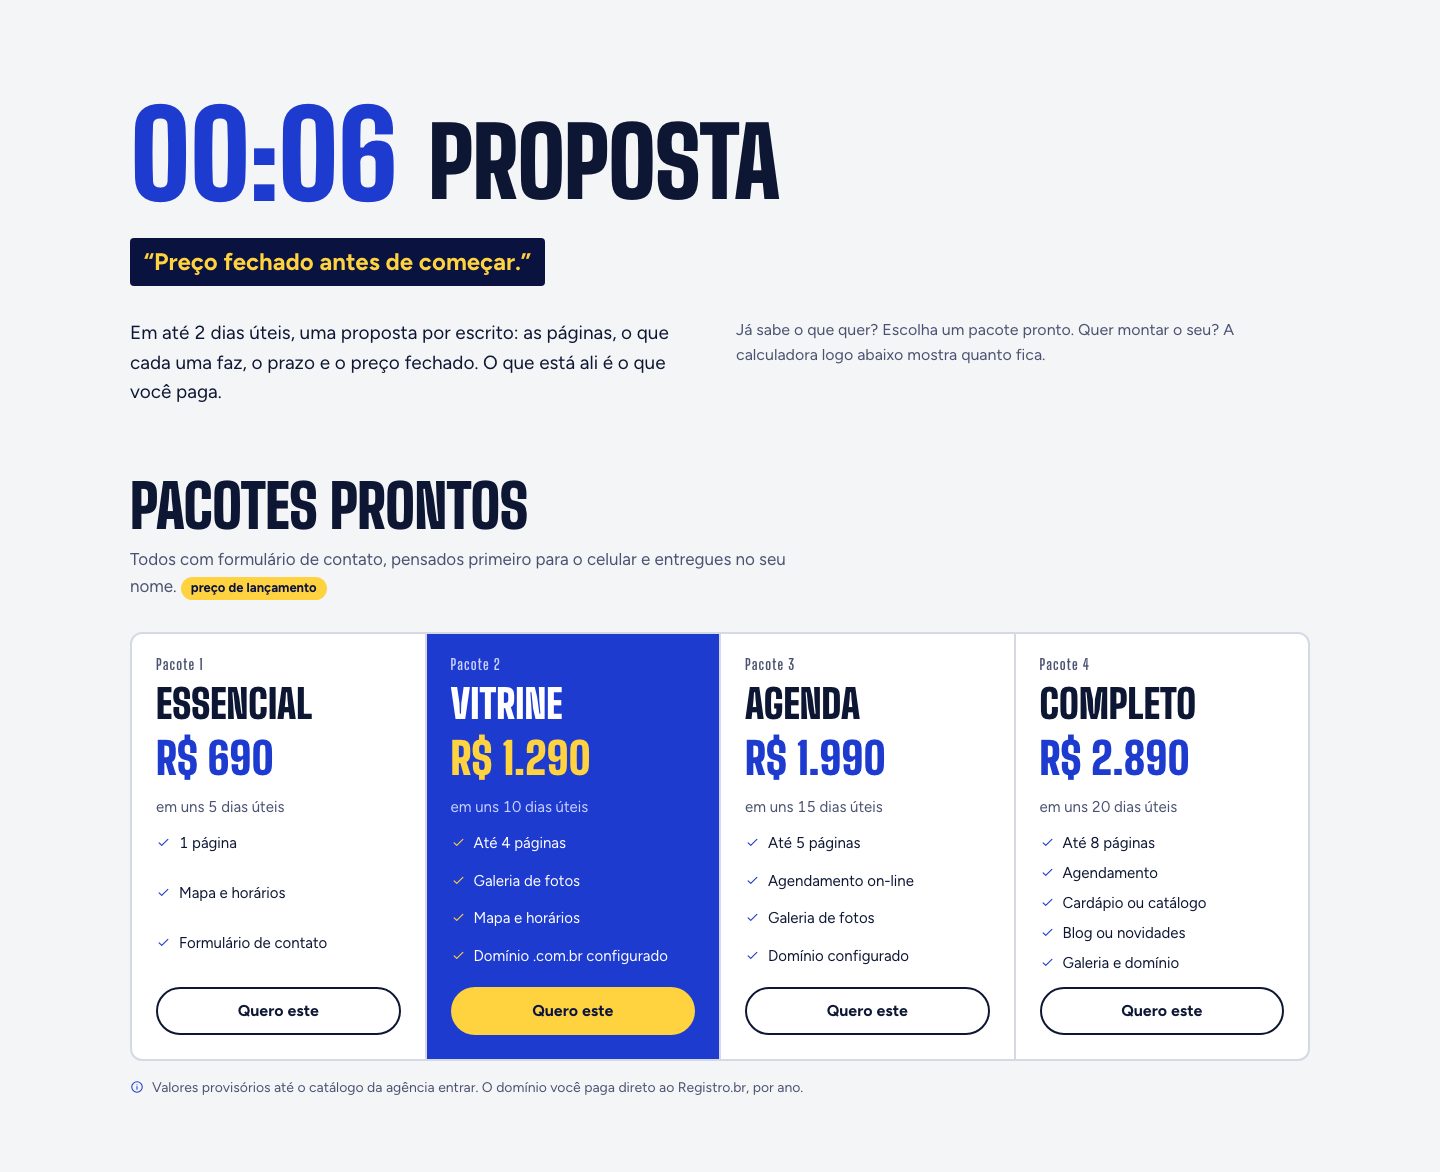 00:06 PROPOSTA
“Preço fechado antes de começar.”
Em até 2 dias úteis, uma proposta por escrito: as páginas, o que
cada uma faz, o prazo e o preço fechado. O que está ali é o que
você paga.
Já sabe o que quer? Escolha um pacote pronto. Quer montar o seu? A
calculadora logo abaixo mostra quanto fica.
PACOTES PRONTOS
Todos com formulário de contato, pensados primeiro para o celular e entregues no seu
nome. preço de lançamento
Pacote 1
ESSENCIAL
R$ 690
em uns 5 dias úteis
1 página
Mapa e horários
Formulário de contato
Quero este
Pacote 2
VITRINE
R$ 1.290
em uns 10 dias úteis
Até 4 páginas
Galeria de fotos
Mapa e horários
Domínio .com.br configurado
Quero este
Pacote 3
AGENDA
R$ 1.990
em uns 15 dias úteis
Até 5 páginas
Agendamento on-line
Galeria de fotos
Domínio configurado
Quero este
Pacote 4
COMPLETO
R$ 2.890
em uns 20 dias úteis
Até 8 páginas
Agendamento
Cardápio ou catálogo
Blog ou novidades
Galeria e domínio
Quero este
Valores provisórios até o catálogo da agência entrar. O domínio você paga direto ao Registro.br, por ano.